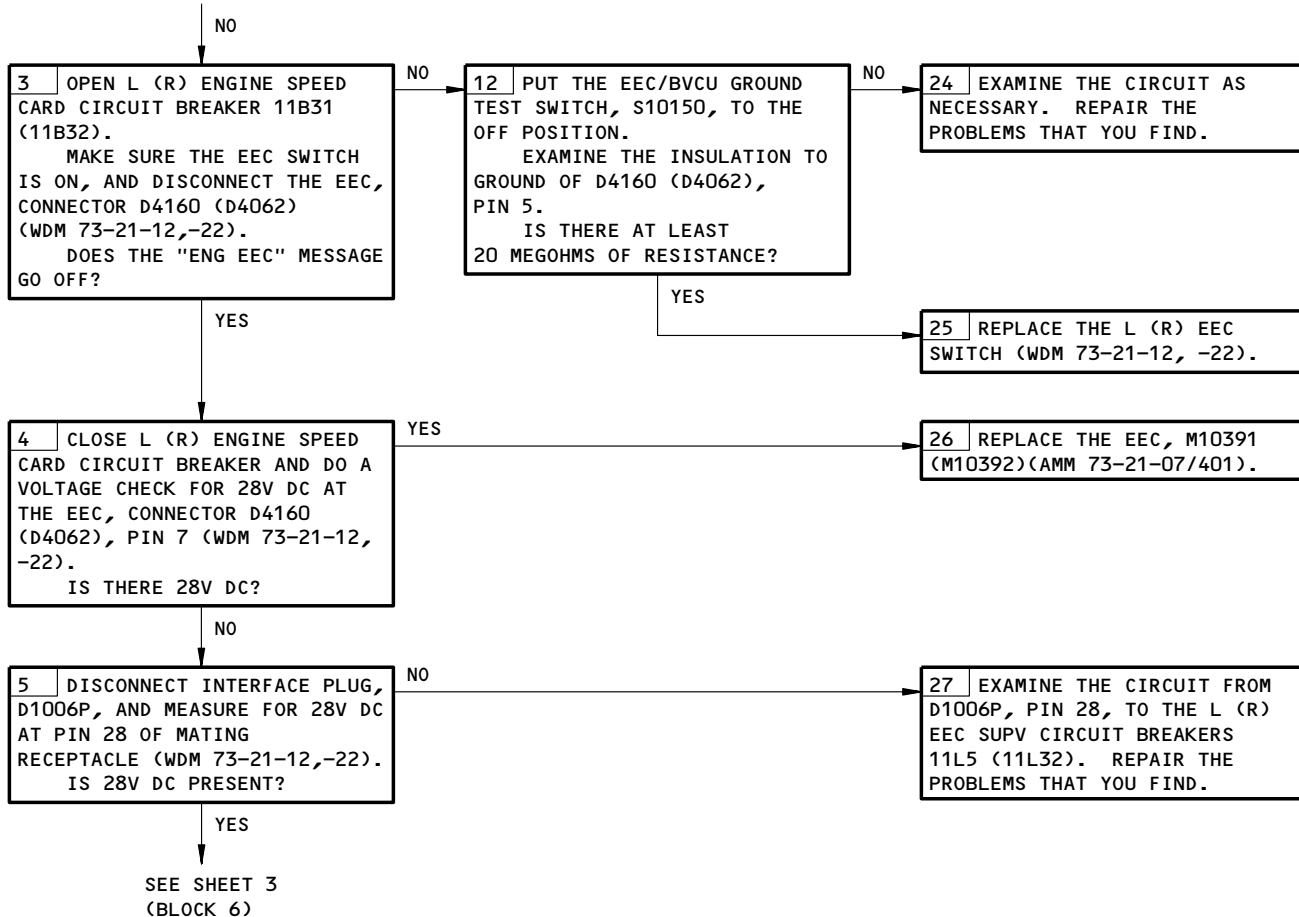 NO
3 OPEN L (R) ENGINE SPEED
CARD CIRCUIT BREAKER 11B31
(11B32).
MAKE SURE THE EEC SWITCH
IS ON, AND DISCONNECT THE EEC,
CONNECTOR D4160 (D4062)
(WDM 73-21-12,-22).
DOES THE "ENG EEC" MESSAGE
GO OFF?
NO
12 PUT THE EEC/BVCU GROUND
TEST SWITCH, S10150, TO THE
OFF POSITION.
EXAMINE THE INSULATION TO
GROUND OF D4160 (D4062),
PIN 5.
IS THERE AT LEAST
20 MEGOHMS OF RESISTANCE?
NO
24 EXAMINE THE CIRCUIT AS
NECESSARY. REPAIR THE
PROBLEMS THAT YOU FIND.
YES
25 REPLACE THE L (R) EEC
SWITCH (WDM 73-21-12, -22).
YES
4 CLOSE L (R) ENGINE SPEED
CARD CIRCUIT BREAKER AND DO A
VOLTAGE CHECK FOR 28V DC AT
THE EEC, CONNECTOR D4160
(D4062), PIN 7 (WDM 73-21-12,
-22).
IS THERE 28V DC?
YES
26 REPLACE THE EEC, M10391
(M10392)(AMM 73-21-07/401).
NO
5 DISCONNECT INTERFACE PLUG,
D1006P, AND MEASURE FOR 28V DC
AT PIN 28 OF MATING
RECEPTACLE (WDM 73-21-12,-22).
IS 28V DC PRESENT?
NO
27 EXAMINE THE CIRCUIT FROM
D1006P, PIN 28, TO THE L (R)
EEC SUPV CIRCUIT BREAKERS
11L5 (11L32). REPAIR THE
PROBLEMS THAT YOU FIND.
YES
SEE SHEET 3
(BLOCK 6)